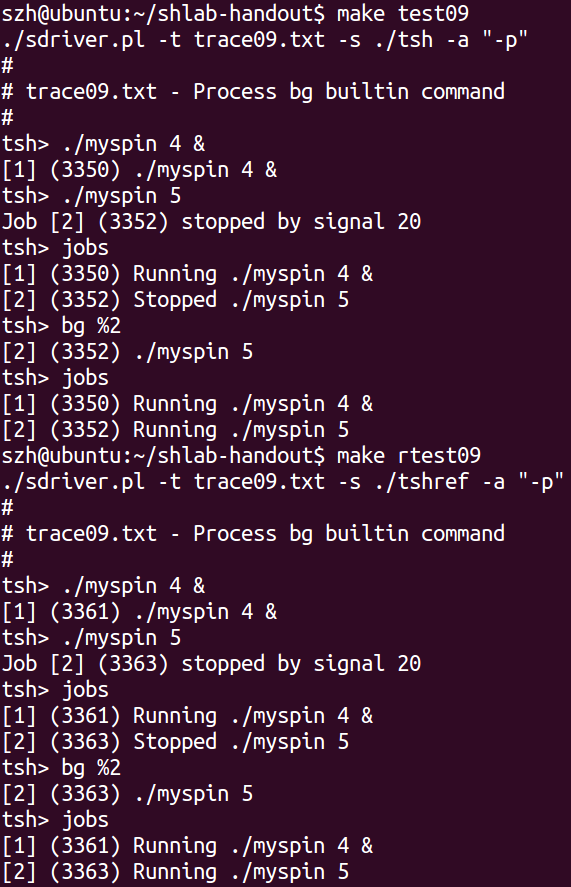 szh@ubuntu:~/shlab-handout$ make test09
./sdriver.pl -t trace09.txt -s ./tsh -a "-p"
#
# trace09.txt - Process bg builtin command
#
tsh> ./myspin 4 &
[1] (3350) ./myspin 4 &
tsh> ./myspin 5
Job [2] (3352) stopped by signal 20
tsh> jobs
[1] (3350) Running ./myspin 4 &
[2] (3352) Stopped ./myspin 5
tsh> bg %2
[2] (3352) ./myspin 5
tsh> jobs
[1] (3350) Running ./myspin 4 &
[2] (3352) Running ./myspin 5
szh@ubuntu:~/shlab-handout$ make rtest09
./sdriver.pl -t trace09.txt -s ./tshref -a "-p"
#
# trace09.txt - Process bg builtin command
#
tsh> ./myspin 4 &
[1] (3361) ./myspin 4 &
tsh> ./myspin 5
Job [2] (3363) stopped by signal 20
tsh> jobs
[1] (3361) Running ./myspin 4 &
[2] (3363) Stopped ./myspin 5
tsh> bg %2
[2] (3363) ./myspin 5
tsh> jobs
[1] (3361) Running ./myspin 4 &
[2] (3363) Running ./myspin 5